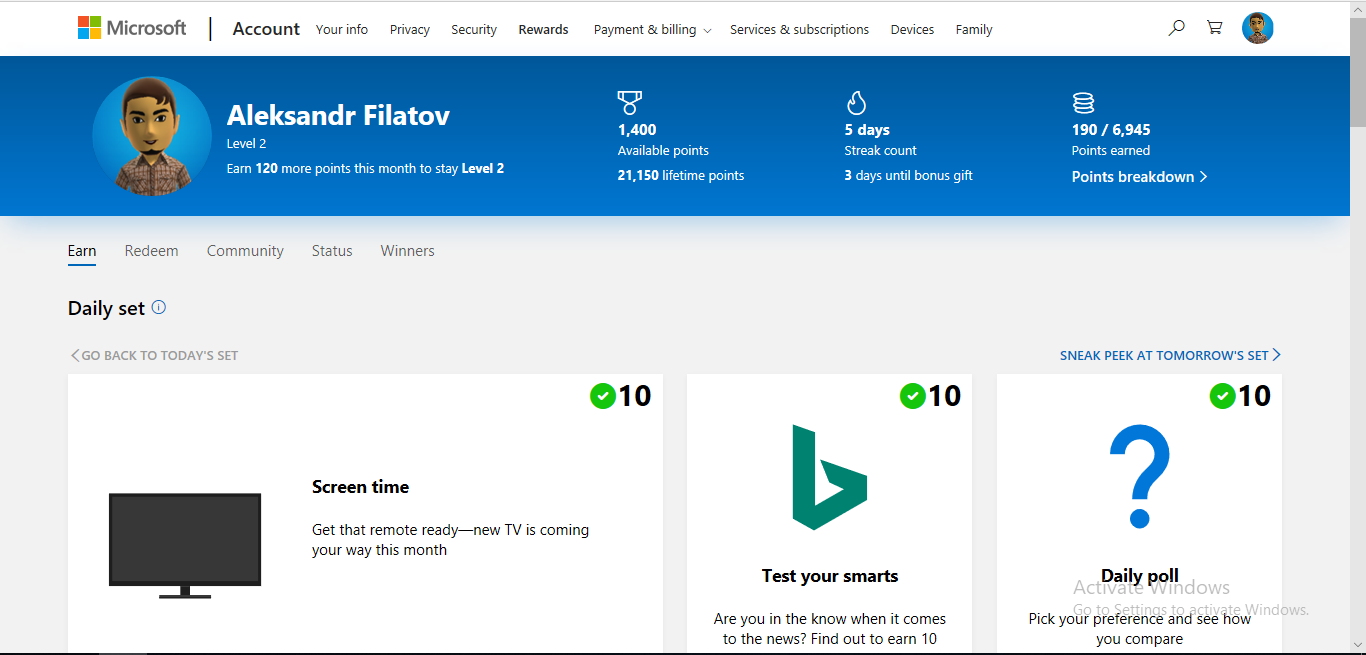 Microsoft Account Your info Privacy Security Rewards Payment & billing Services & subscriptions Devices Family
Aleksandr Filatov
Level 2
Earn 120 more points this month to stay Level 2
1,400
Available points
21,150 lifetime points
5 days
Streak count
3 days until bonus gift
190 / 6,945
Points earned
Points breakdown
Earn Redeem Community Status Winners
Daily set
GO BACK TO TODAY'S SET
SNEAK PEEK AT TOMORROW'S SET
10
Screen time
Get that remote ready—new TV is coming
your way this month
10
Test your smarts
Are you in the know when it comes
to the news? Find out to earn 10
10
Daily poll
Pick your preference and see how
you compare
Activate Windows
Go to Settings to activate Windows.